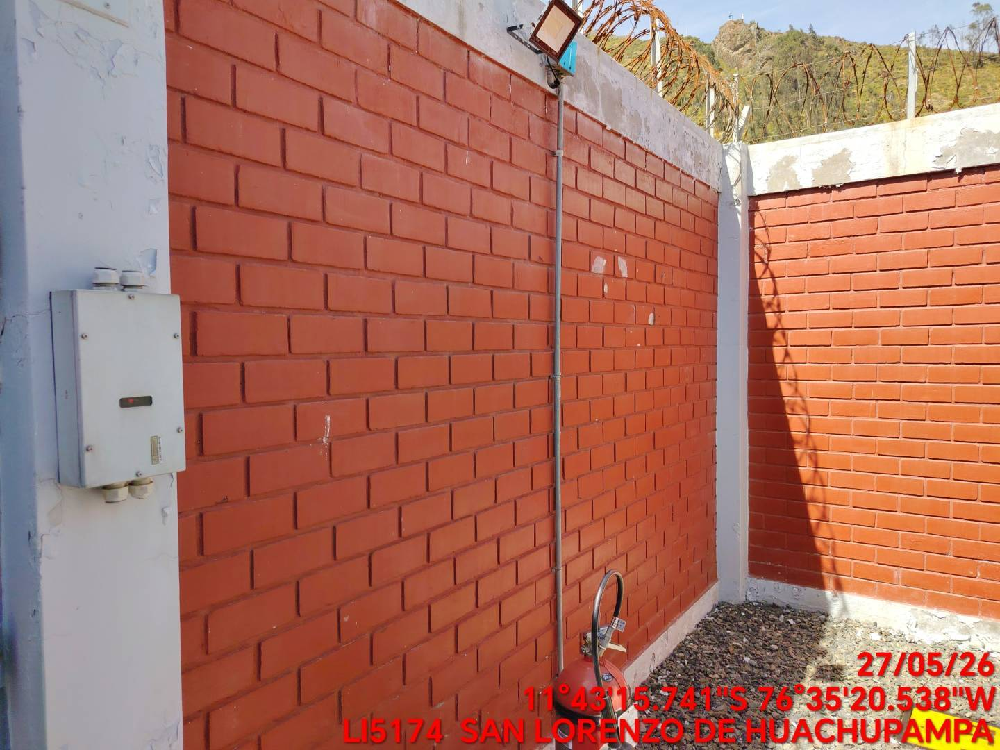 27/05/26
11°43'15.741"S 76°35'20.538"W
LI5174 SAN LORENZO DE HUACHUPAMPA